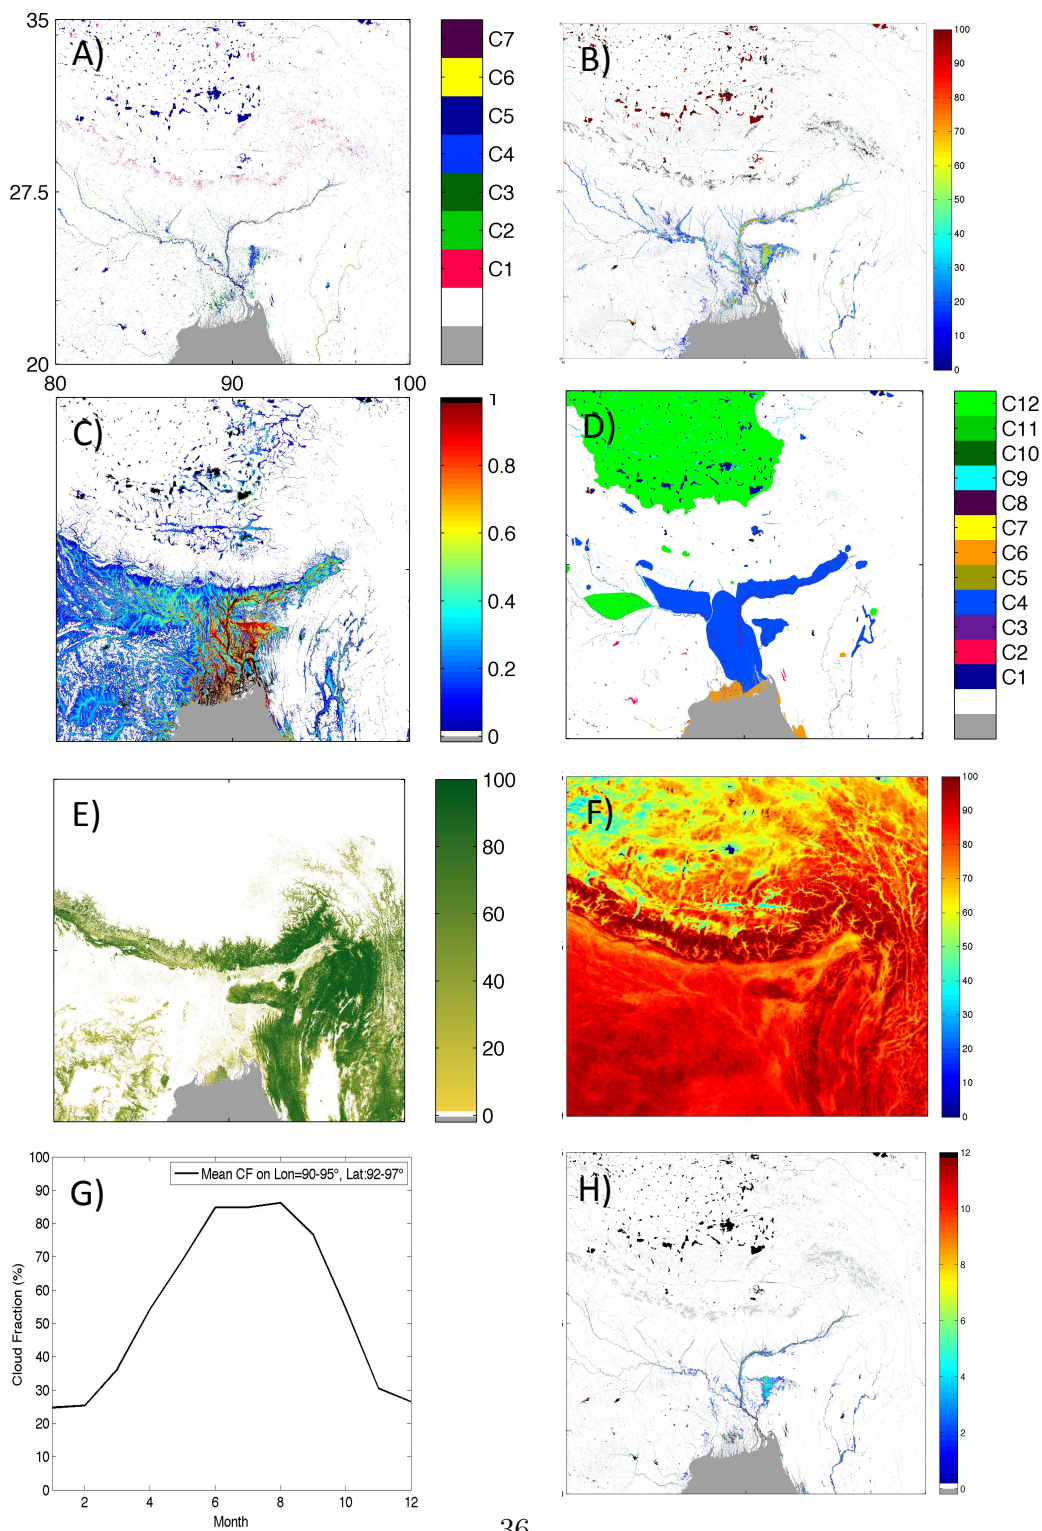 A)
35
27.5
20
80
90
100
C7
C6
C5
C4
C3
C2
C1
B)
100
90
80
70
60
50
40
30
20
10
0
C)
1
0.8
0.6
0.4
0.2
0
D)
C12
C11
C10
C9
C8
C7
C6
C5
C4
C3
C2
C1
E)
100
80
60
40
20
0
F)
100
90
80
70
60
50
40
30
20
10
0
G)
Mean CF on Lon=90-95°, Lat:92-97°
100
90
80
70
60
50
40
30
20
10
0
Cloud Fraction (%)
2
4
6
8
10
12
Month
H)
12
10
8
6
4
2
0
36